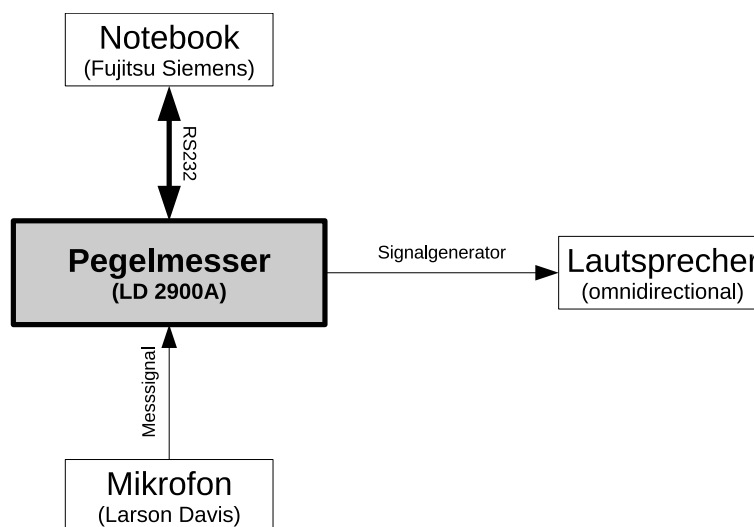 Notebook
(Fujitsu Siemens)
RS232
Pegelmesser
(LD 2900A)
Signalgenerator
Lautsprecher
(omnidirectional)
Messsignal
Mikrofon
(Larson Davis)